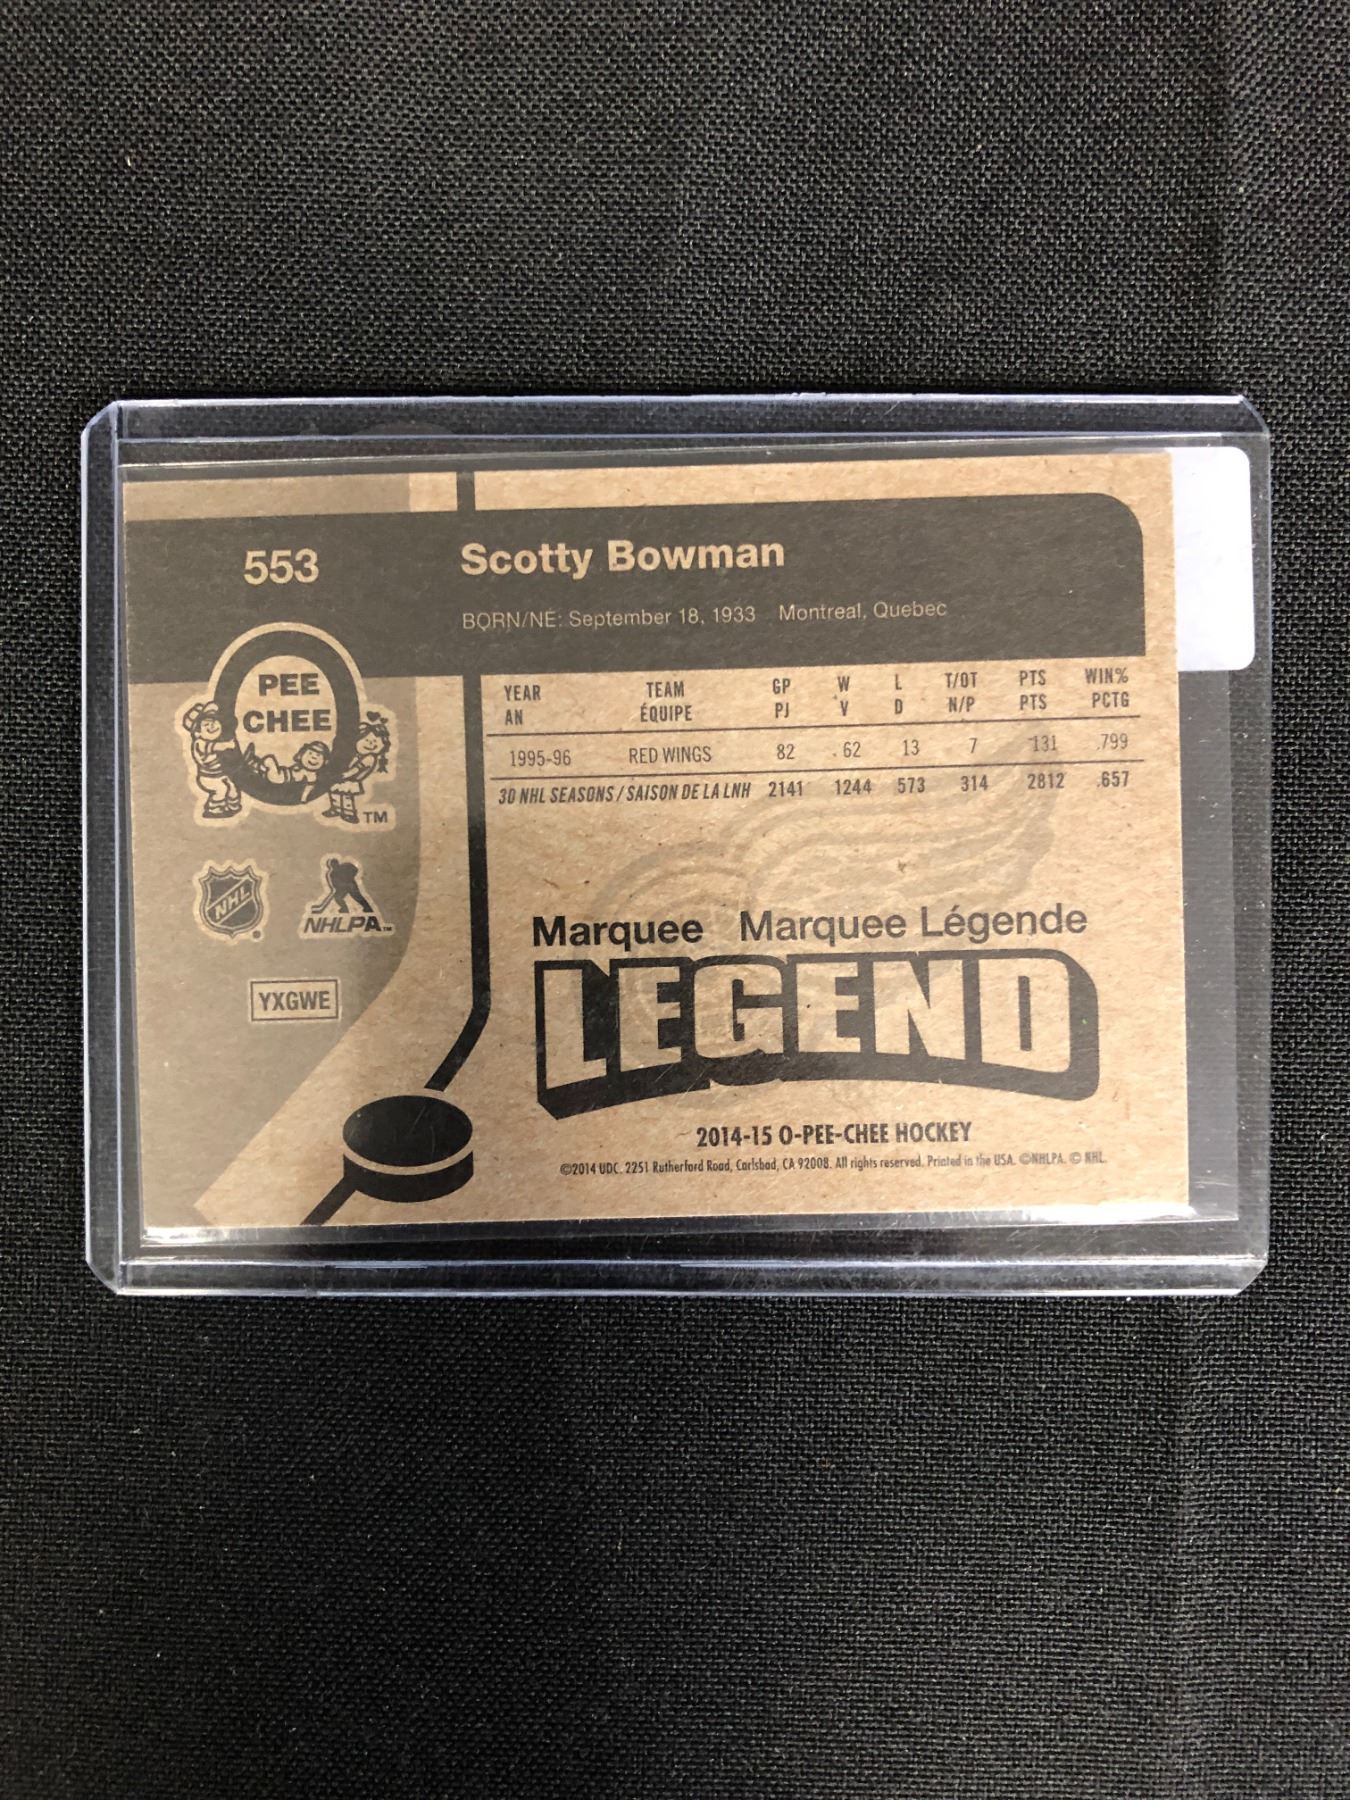 553
Scotty Bowman
BORN/NÉ: September 18, 1933 Montreal, Quebec
PEE
CHEE
TM
NHL
NHLPA™
YXGWE
YEAR TEAM GP W L T/OT PTS WIN%
AN ÉQUIPE PJ V D N/P PTS PCTG
1995-96 RED WINGS 82 62 13 7 131 .799
30 NHL SEASONS / SAISON DE LA LNH 2141 1244 573 314 2812 .657
Marquee Marquee Légende
LEGEND
2014-15 O-PEE-CHEE HOCKEY
©2014 UDC. 2251 Rutherford Road, Carlsbad, CA 92008. All rights reserved. Printed in the USA. ©NHLPA. © NHL.